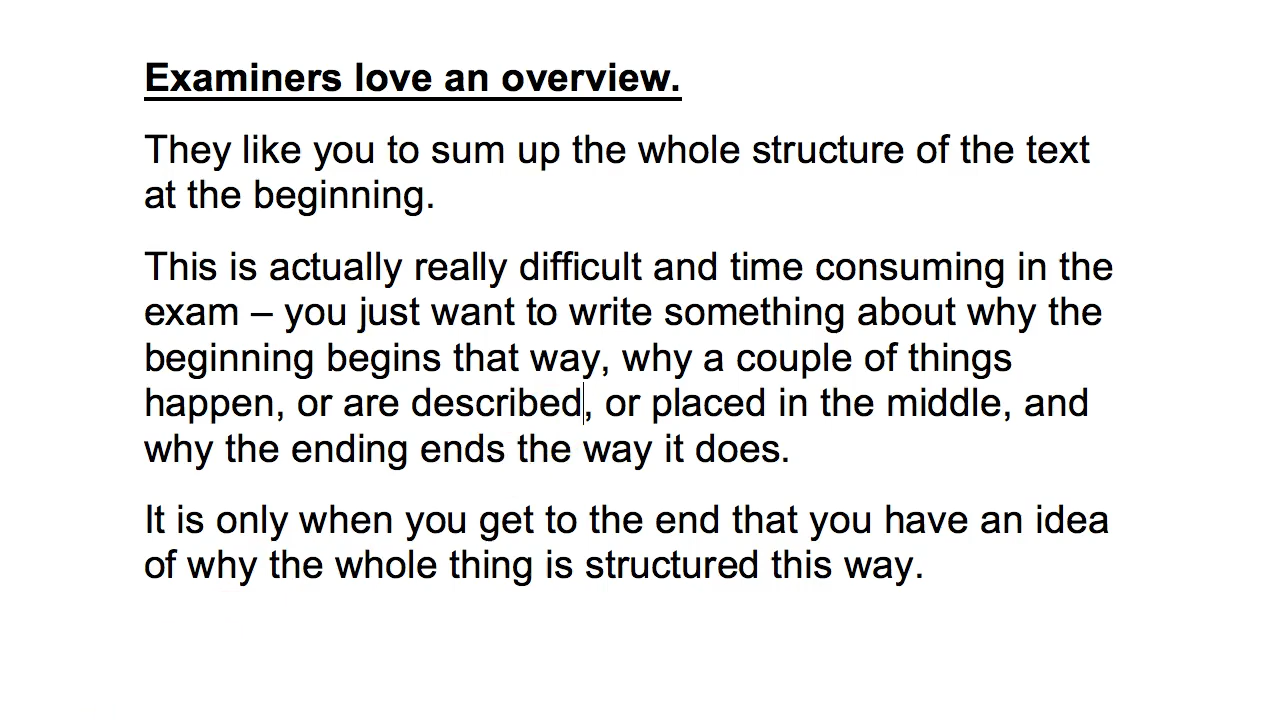 Examiners love an overview.
They like you to sum up the whole structure of the text
at the beginning.
This is actually really difficult and time consuming in the
exam – you just want to write something about why the
beginning begins that way, why a couple of things
happen, or are described, or placed in the middle, and
why the ending ends the way it does.
It is only when you get to the end that you have an idea
of why the whole thing is structured this way.